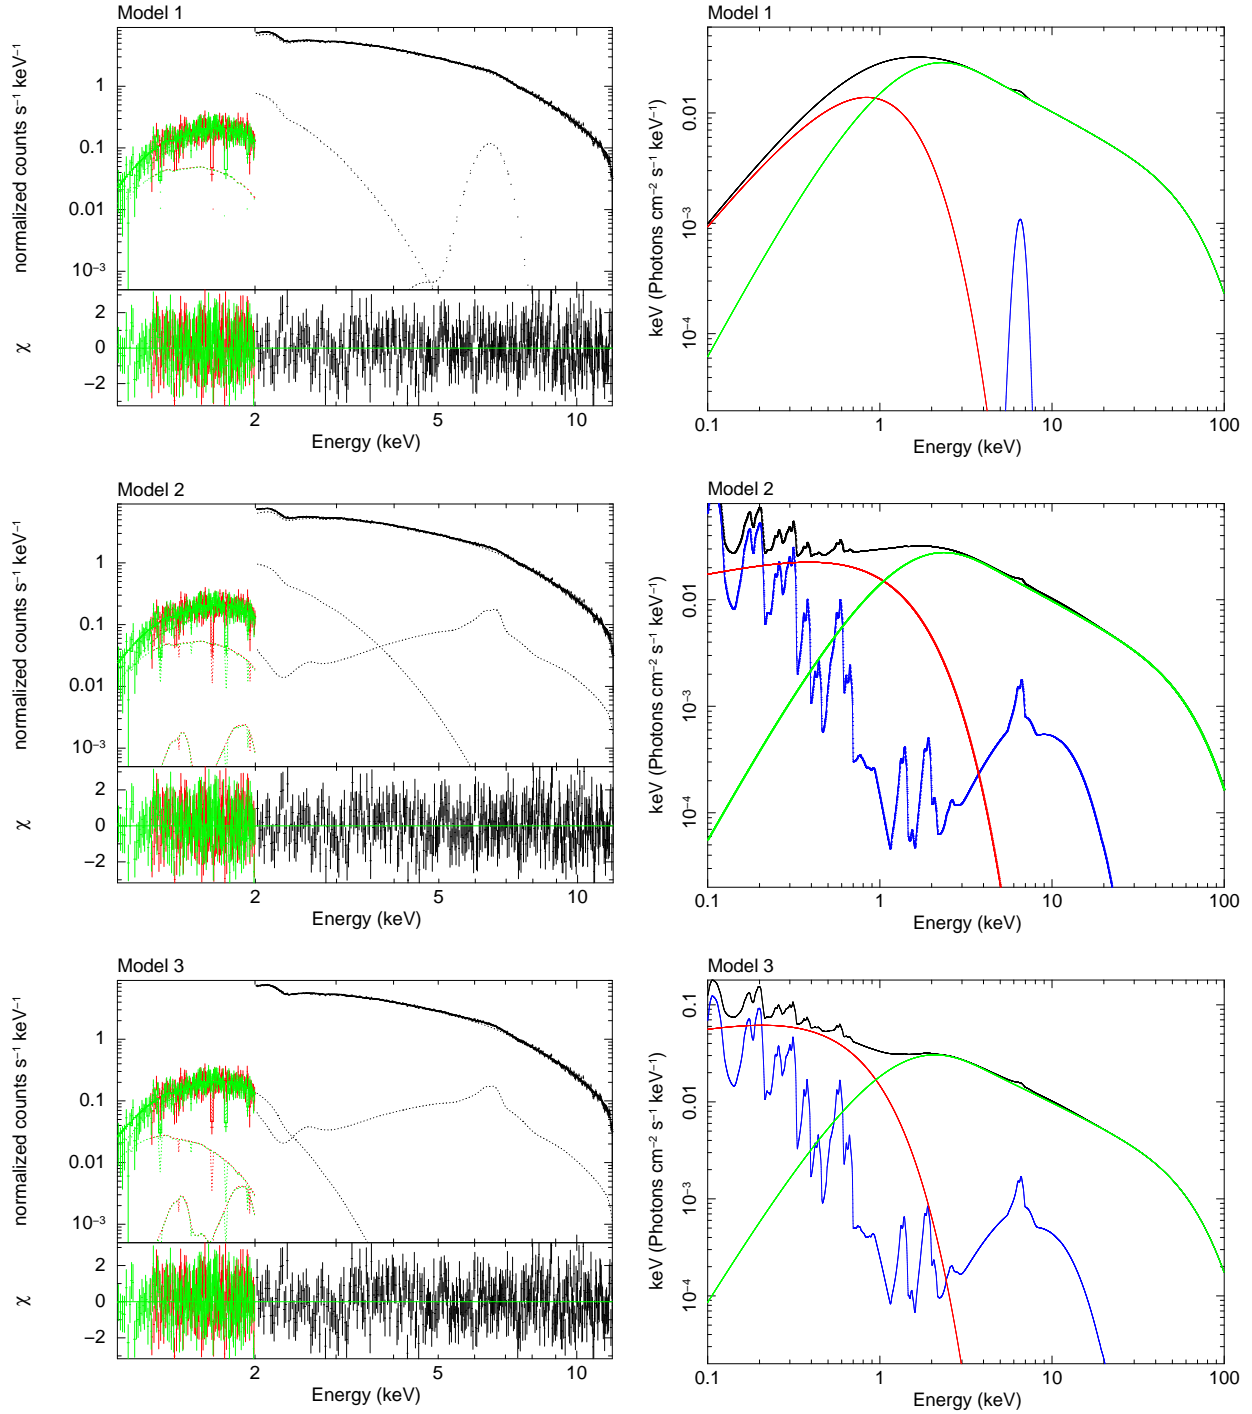 Model 1
normalized counts s⁻¹ keV⁻¹
1
0.1
0.01
10⁻³
χ
2
0
−2
2
5
10
Energy (keV)
Model 1
keV (Photons cm⁻² s⁻¹ keV⁻¹)
0.01
10⁻³
10⁻⁴
0.1
1
10
100
Energy (keV)
Model 2
normalized counts s⁻¹ keV⁻¹
1
0.1
0.01
10⁻³
χ
2
0
−2
2
5
10
Energy (keV)
Model 2
keV (Photons cm⁻² s⁻¹ keV⁻¹)
0.01
10⁻³
10⁻⁴
0.1
1
10
100
Energy (keV)
Model 3
normalized counts s⁻¹ keV⁻¹
1
0.1
0.01
10⁻³
χ
2
0
−2
2
5
10
Energy (keV)
Model 3
keV (Photons cm⁻² s⁻¹ keV⁻¹)
0.1
0.01
10⁻³
10⁻⁴
0.1
1
10
100
Energy (keV)